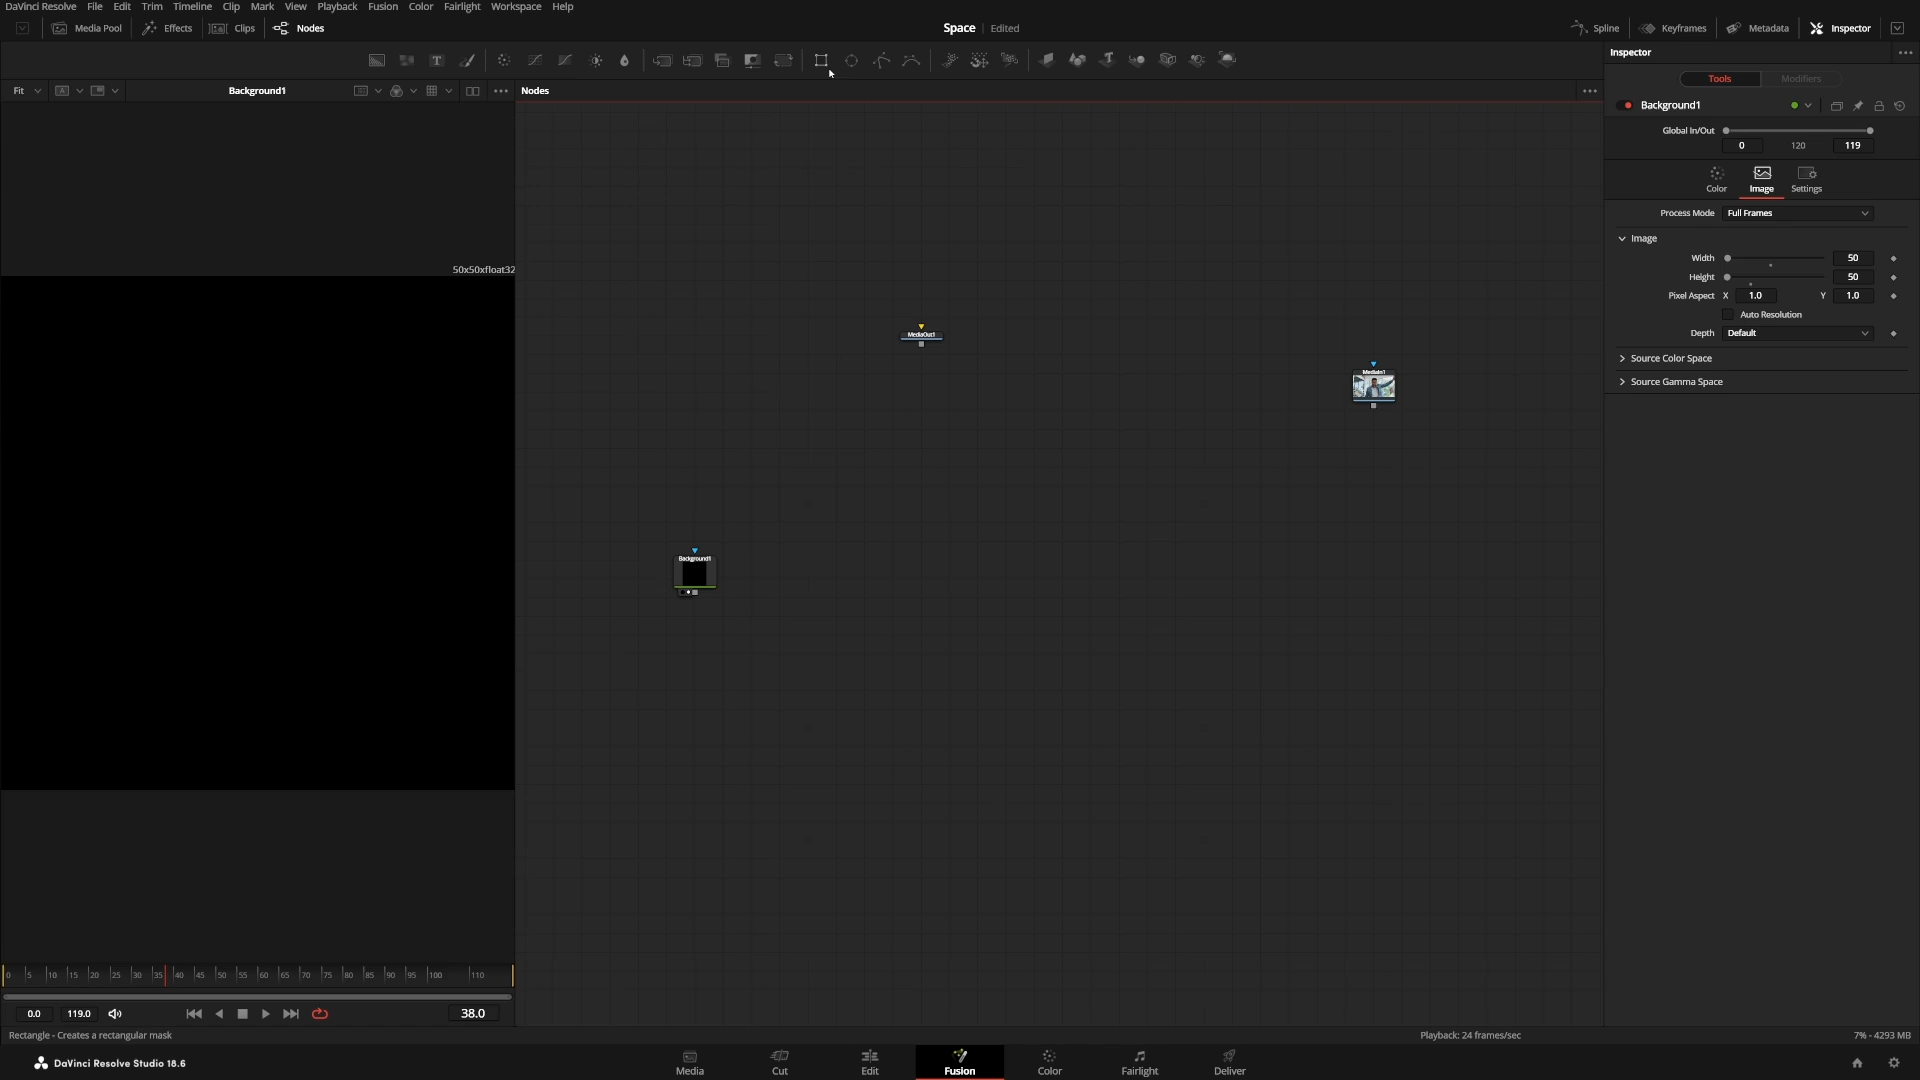 DaVinci Resolve File Edit Trim Timeline Clip Mark View Playback Fusion Color Fairlight Workspace Help
Media Pool Effects Clips Nodes Space Edited Spline Keyframes Metadata Inspector
Inspector
Tools Modifiers
Fit A Background1 Nodes
Background1
Global In/Out
0 120 119
Color Image Settings
Process Mode Full Frames
Image
Width 50
Height 50
Pixel Aspect X 1.0 Y 1.0
Auto Resolution
Depth Default
Source Color Space
Source Gamma Space
50x50xfloat32
MediaOut1
MediaIn1
Background1
0 5 10 15 20 25 30 35 40 45 50 55 60 65 70 75 80 85 90 95 100 110
0.0 119.0 38.0
Rectangle - Creates a rectangular mask Playback: 24 frames/sec 7% - 4293 MB
DaVinci Resolve Studio 18.6 Media Cut Edit Fusion Color Fairlight Deliver